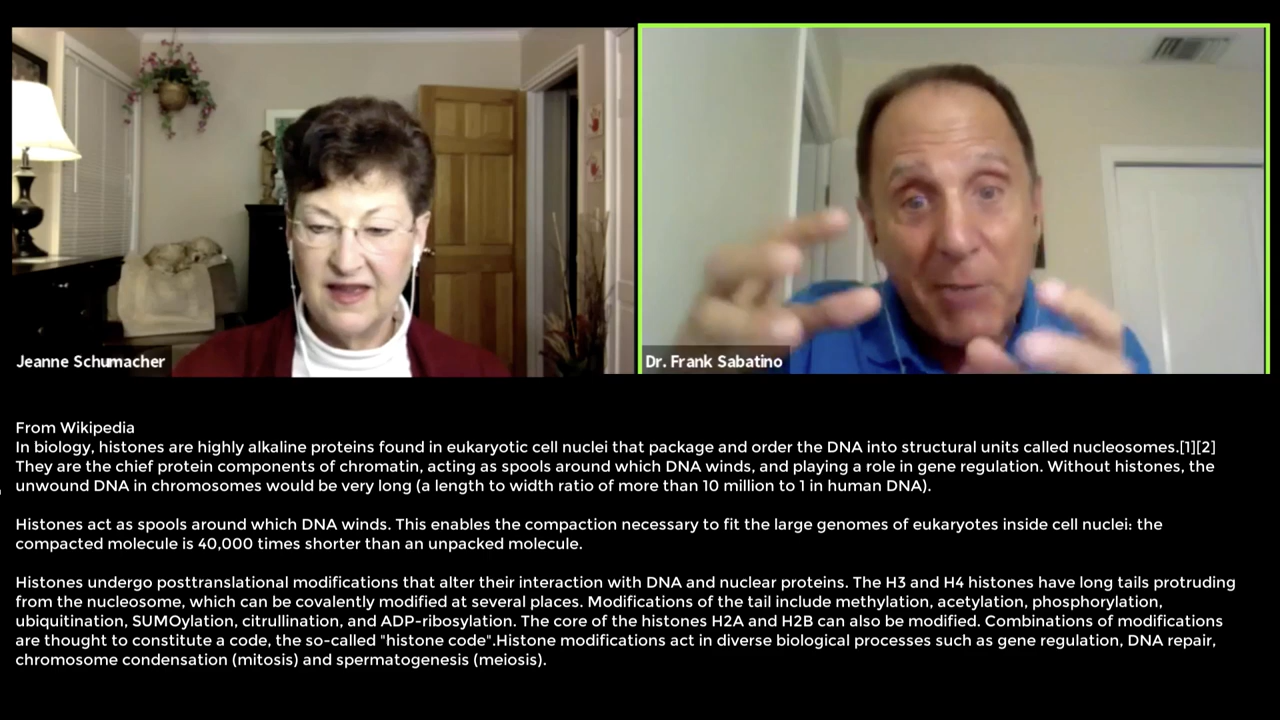 Jeanne Schumacher
Dr. Frank Sabatino
From Wikipedia
In biology, histones are highly alkaline proteins found in eukaryotic cell nuclei that package and order the DNA into structural units called nucleosomes.[1][2]
They are the chief protein components of chromatin, acting as spools around which DNA winds, and playing a role in gene regulation. Without histones, the
unwound DNA in chromosomes would be very long (a length to width ratio of more than 10 million to 1 in human DNA).
Histones act as spools around which DNA winds. This enables the compaction necessary to fit the large genomes of eukaryotes inside cell nuclei: the
compacted molecule is 40,000 times shorter than an unpacked molecule.
Histones undergo posttranslational modifications that alter their interaction with DNA and nuclear proteins. The H3 and H4 histones have long tails protruding
from the nucleosome, which can be covalently modified at several places. Modifications of the tail include methylation, acetylation, phosphorylation,
ubiquitination, SUMOylation, citrullination, and ADP-ribosylation. The core of the histones H2A and H2B can also be modified. Combinations of modifications
are thought to constitute a code, the so-called "histone code".Histone modifications act in diverse biological processes such as gene regulation, DNA repair,
chromosome condensation (mitosis) and spermatogenesis (meiosis).